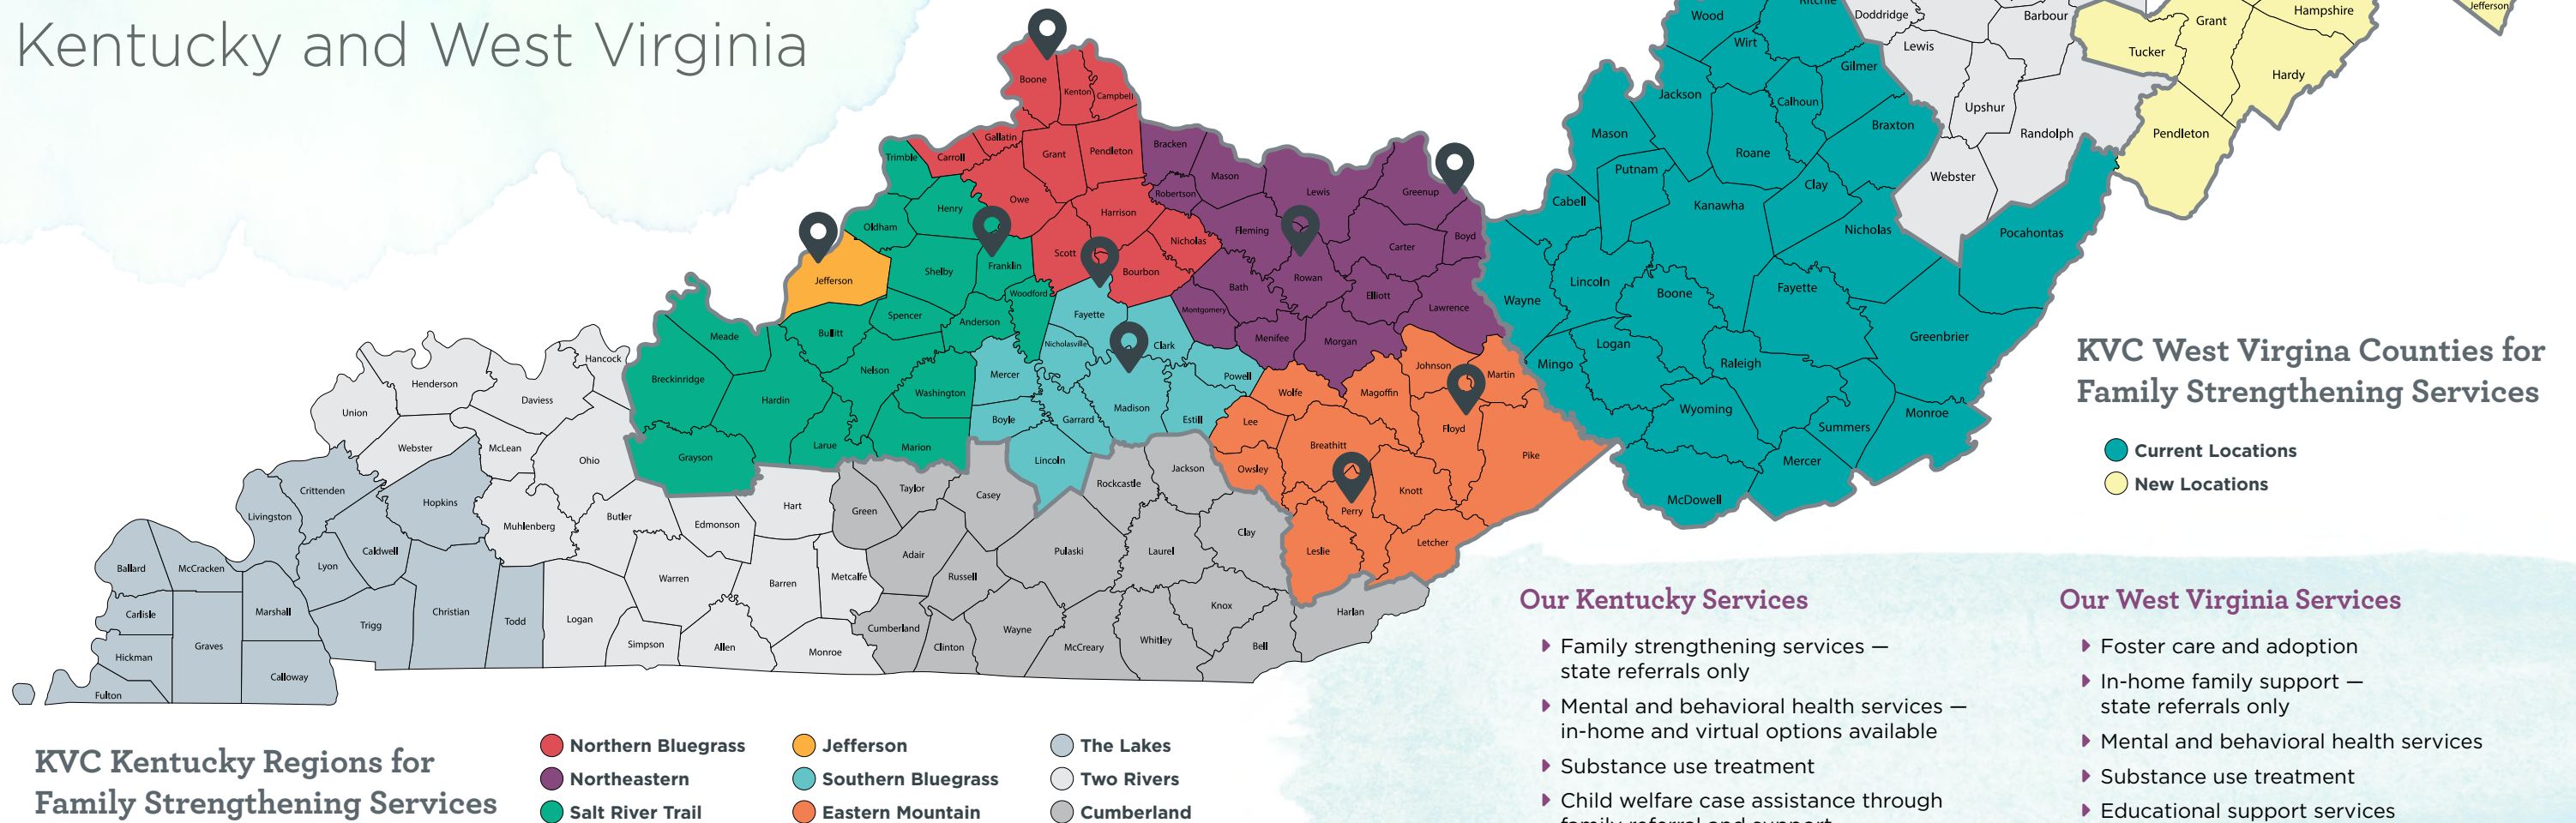 Kentucky and West Virginia
Boone
Kenton
Campbell
Gallatin
Carroll
Trimble
Grant
Pendleton
Owe
Henry
Oldham
Harrison
Scott
Nicholas
Bourbon
Bracken
Mason
Robertson
Lewis
Greenup
Fleming
Carter
Boyd
Rowan
Bath
Elliott
Lawrence
Montgomery
Menifee
Morgan
Jefferson
Shelby
Franklin
Woodford
Spencer
Anderson
Bullitt
Meade
Nelson
Washington
Breckinridge
Hardin
Larue
Marion
Grayson
Fayette
Nicholasville
Clark
Mercer
Powell
Madison
Boyle
Garrard
Estill
Lincoln
Johnson
Martin
Wolfe
Magoffin
Lee
Floyd
Breathitt
Pike
Owsley
Knott
Perry
Leslie
Letcher
Hancock
Henderson
Daviess
Union
Webster
McLean
Ohio
Muhlenberg
Butler
Edmonson
Hart
Warren
Barren
Metcalfe
Logan
Simpson
Allen
Monroe
Crittenden
Livingston
Hopkins
Caldwell
Lyon
Ballard
McCracken
Carlisle
Marshall
Christian
Trigg
Todd
Graves
Hickman
Calloway
Fulton
Taylor
Green
Casey
Rockcastle
Jackson
Adair
Russell
Pulaski
Laurel
Clay
Cumberland
Clinton
Wayne
McCreary
Whitley
Knox
Bell
Harlan
Wood
Ritchie
Doddridge
Barbour
Wirt
Lewis
Gilmer
Jackson
Calhoun
Upshur
Mason
Braxton
Randolph
Roane
Putnam
Webster
Clay
Cabell
Kanawha
Nicholas
Pocahontas
Lincoln
Boone
Fayette
Wayne
Greenbrier
Logan
Mingo
Raleigh
Wyoming
Monroe
Summers
Mercer
McDowell
Grant
Hampshire
Jefferson
Tucker
Hardy
Pendleton
KVC West Virgina Counties for
Family Strengthening Services
Current Locations
New Locations
KVC Kentucky Regions for
Family Strengthening Services
Northern Bluegrass
Northeastern
Salt River Trail
Jefferson
Southern Bluegrass
Eastern Mountain
The Lakes
Two Rivers
Cumberland
Our Kentucky Services
Family strengthening services —
state referrals only
Mental and behavioral health services —
in-home and virtual options available
Substance use treatment
Child welfare case assistance through
family referral and support
Our West Virginia Services
Foster care and adoption
In-home family support —
state referrals only
Mental and behavioral health services
Substance use treatment
Educational support services